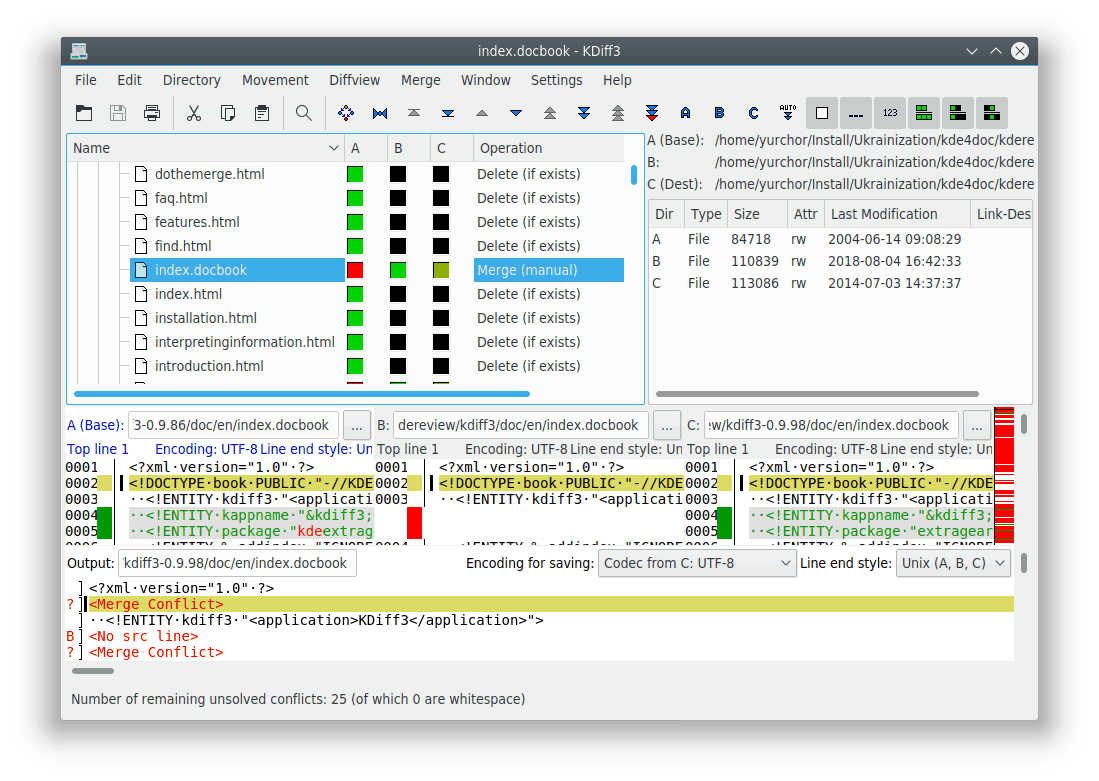 index.docbook - KDiff3
File Edit Directory Movement Diffview Merge Window Settings Help
A B C AUTO 123
Name A B C Operation
dothemerge.html Delete (if exists)
faq.html Delete (if exists)
features.html Delete (if exists)
find.html Delete (if exists)
index.docbook Merge (manual)
index.html Delete (if exists)
installation.html Delete (if exists)
interpretinginformation.html Delete (if exists)
introduction.html Delete (if exists)
A (Base): /home/yurchor/Install/Ukrainization/kde4doc/kdere
B: /home/yurchor/Install/Ukrainization/kde4doc/kdere
C (Dest): /home/yurchor/Install/Ukrainization/kde4doc/kdere
Dir Type Size Attr Last Modification Link-Des
A File 84718 rw 2004-06-14 09:08:29
B File 110839 rw 2018-08-04 16:42:33
C File 113086 rw 2014-07-03 14:37:37
A (Base): 3-0.9.86/doc/en/index.docbook ... B: dereview/kdiff3/doc/en/index.docbook ... C: w/kdiff3-0.9.98/doc/en/index.docbook ...
Top line 1 Encoding: UTF-8 Line end style: Un Top line 1 Encoding: UTF-8 Line end style: Un Top line 1 Encoding: UTF-8 Line end style: Un
0001 <?xml·version="1.0"·?> 0001 <?xml·version="1.0"·?> 0001 <?xml·version="1.0"·?>
0002 <!DOCTYPE·book·PUBLIC·"-//KDE 0002 <!DOCTYPE·book·PUBLIC·"-//KDE 0002 <!DOCTYPE·book·PUBLIC·"-//KDE
0003 ··<!ENTITY·kdiff3·"<applicati 0003 ··<!ENTITY·kdiff3·"<applicati 0003 ··<!ENTITY·kdiff3·"<applicati
0004 ··<!ENTITY·kappname·"&kdiff3; 0004 ··<!ENTITY·kappname·"&kdiff3;
0005 ··<!ENTITY·package·"kdeextrag 0005 ··<!ENTITY·package·"extragear
Output: kdiff3-0.9.98/doc/en/index.docbook Encoding for saving: Codec from C: UTF-8 Line end style: Unix (A, B, C)
] <?xml·version="1.0"·?>
? ] <Merge Conflict>
] ··<!ENTITY·kdiff3·"<application>KDiff3</application>">
B ] <No src line>
? ] <Merge Conflict>
Number of remaining unsolved conflicts: 25 (of which 0 are whitespace)